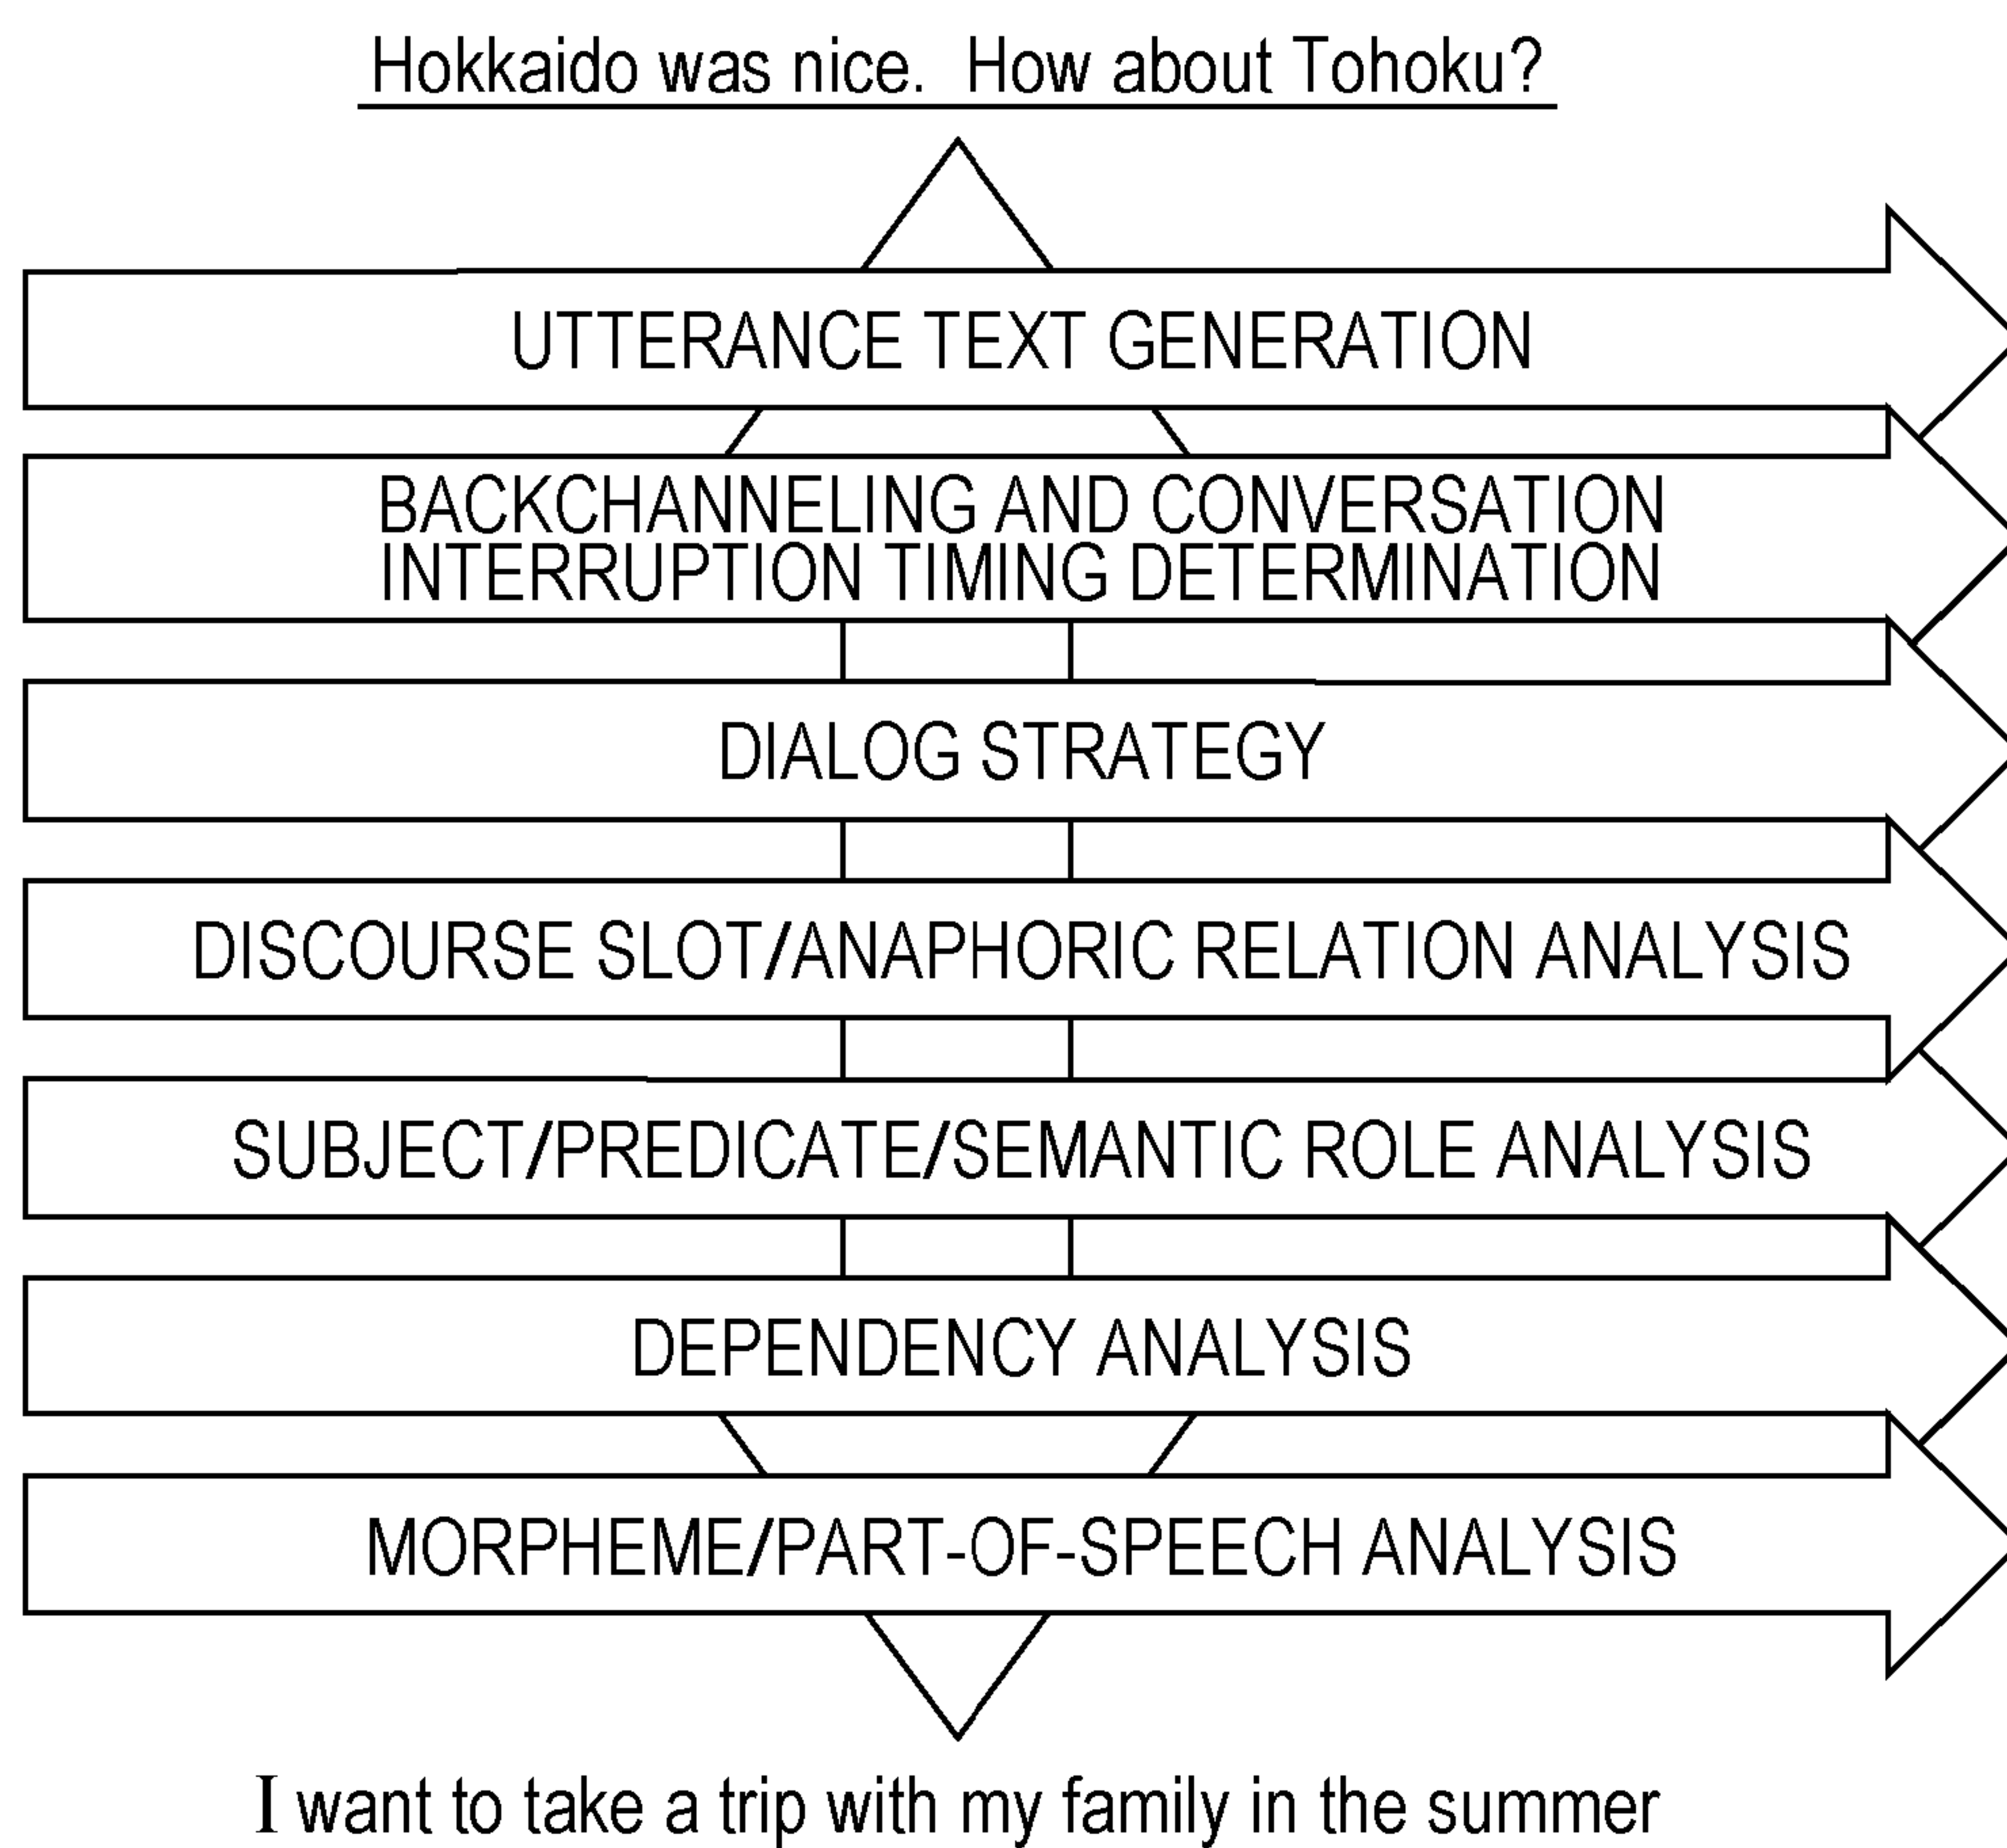 Hokkaido was nice. How about Tohoku?
UTTERANCE TEXT GENERATION
BACKCHANNELING AND CONVERSATION
INTERRUPTION TIMING DETERMINATION
DIALOG STRATEGY
DISCOURSE SLOT/ANAPHORIC RELATION ANALYSIS
SUBJECT/PREDICATE/SEMANTIC ROLE ANALYSIS
DEPENDENCY ANALYSIS
MORPHEME/PART-OF-SPEECH ANALYSIS
I want to take a trip with my family in the summer